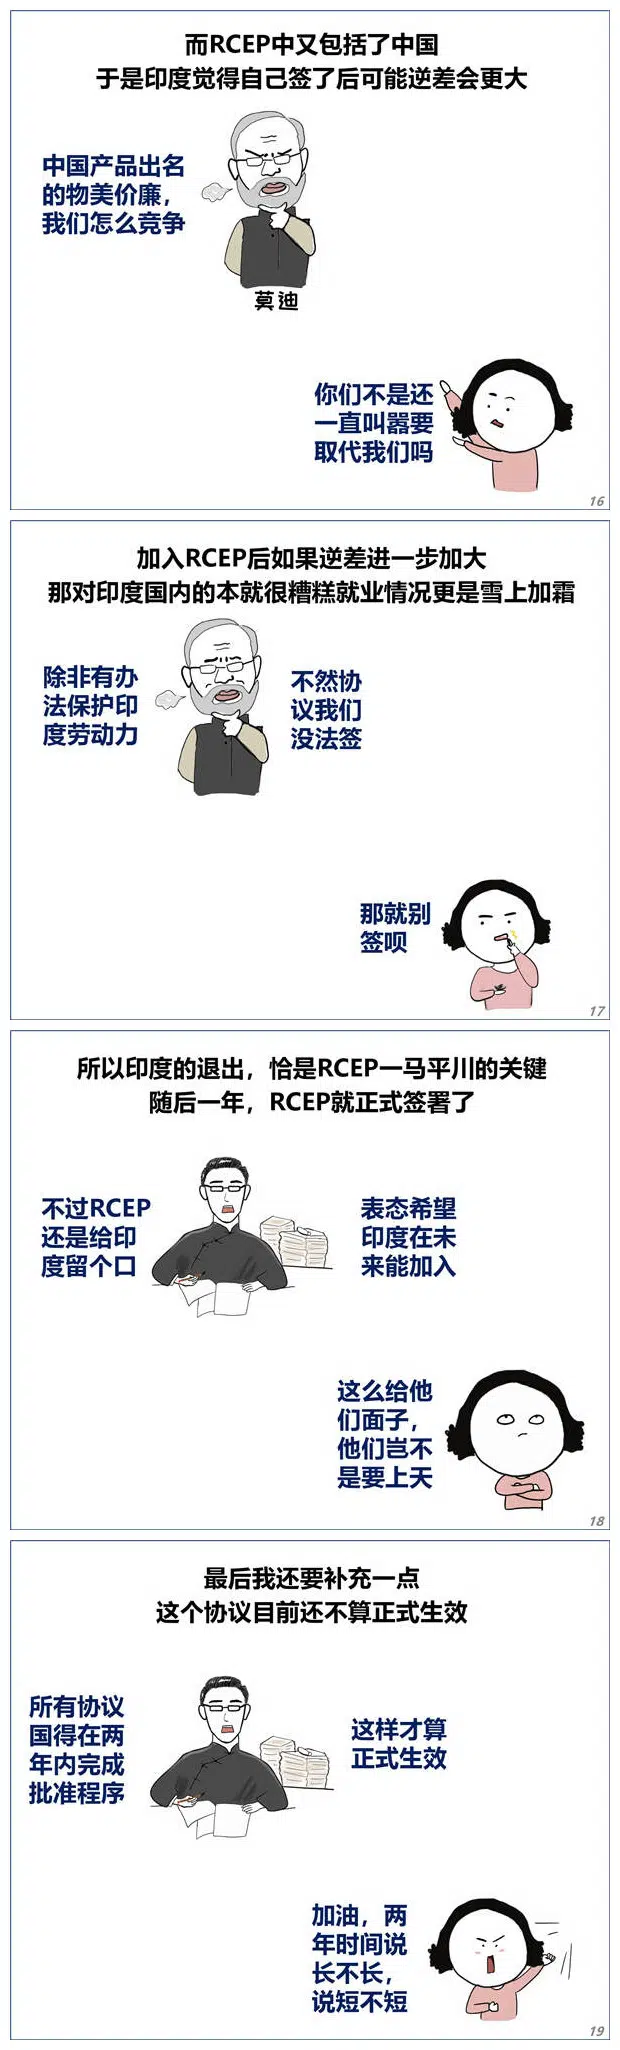 而RCEP中又包括了中国
于是印度觉得自己签了后可能逆差会更大
中国产品出名
的物美价廉，
我们怎么竞争
莫迪
你们不是还
一直叫嚣要
取代我们吗
16
加入RCEP后如果逆差进一步加大
那对印度国内的本就很糟糕就业情况更是雪上加霜
除非有办
法保护印
度劳动力
不然协
议我们
没法签
那就别
签呗
17
所以印度的退出，恰是RCEP一马平川的关键
随后一年，RCEP就正式签署了
不过RCEP
还是给印
度留个口
表态希望
印度在未
来能加入
这么给他
们面子，
他们岂不
是要上天
18
最后我还要补充一点
这个协议目前还不算正式生效
所有协议
国得在两
年内完成
批准程序
这样才算
正式生效
加油，两
年时间说
长不长，
说短不短
19